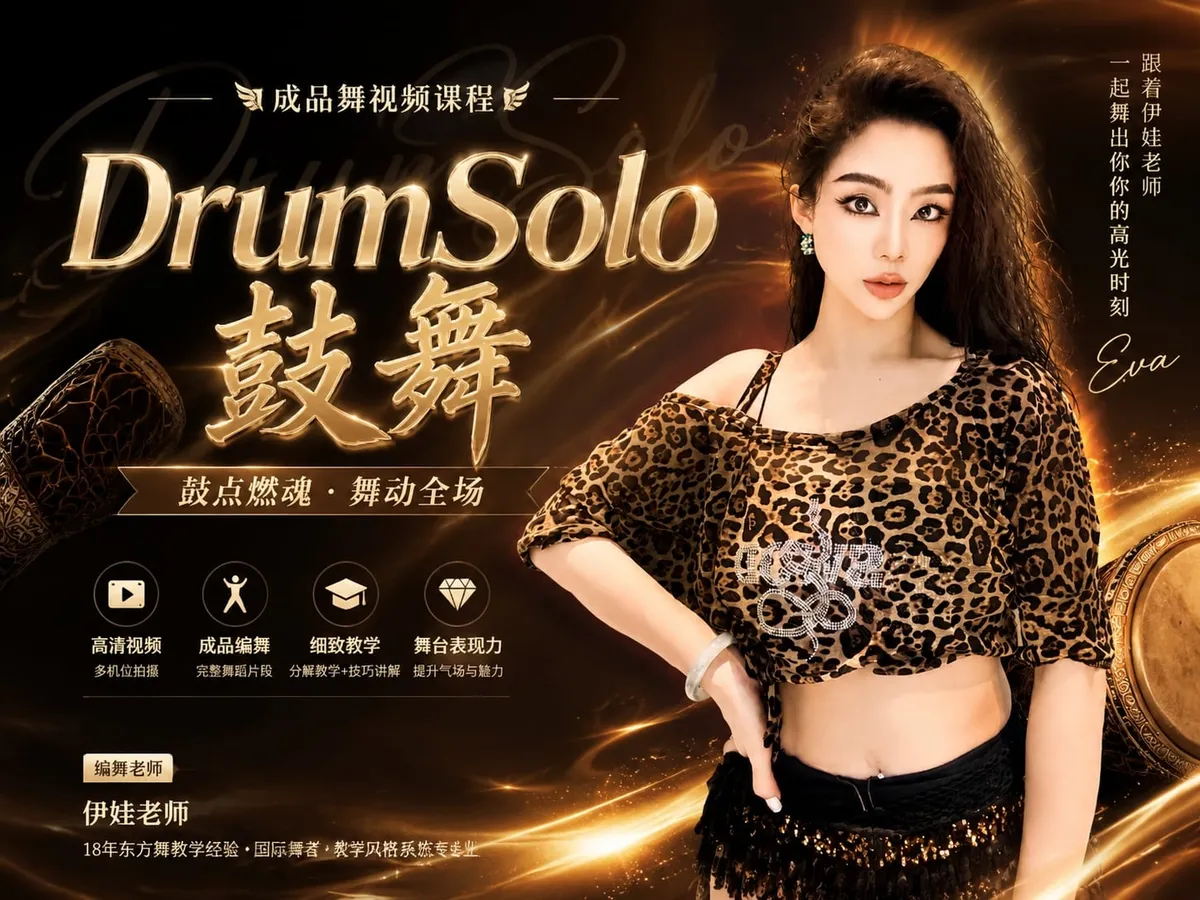 成品舞视频课程
DrumSolo
DrumSolo
鼓舞
鼓点燃魂·舞动全场
高清视频
多机位拍摄
成品编舞
完整舞蹈片段
细致教学
分解教学+技巧讲解
舞台表现力
提升气场与魅力
编舞老师
伊娃老师
18年东方舞教学经验·国际舞者·教学风格系统专业
跟着伊娃老师
一起舞出你你的高光时刻
Eva